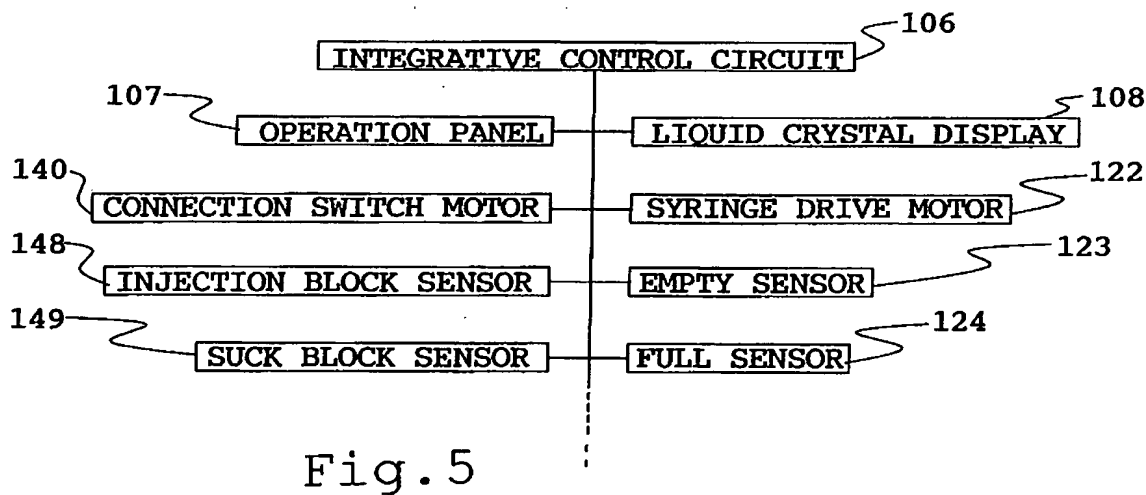 106
INTEGRATIVE CONTROL CIRCUIT
107
108
OPERATION PANEL
LIQUID CRYSTAL DISPLAY
140
122
CONNECTION SWITCH MOTOR
SYRINGE DRIVE MOTOR
148
123
INJECTION BLOCK SENSOR
EMPTY SENSOR
149
124
SUCK BLOCK SENSOR
FULL SENSOR
Fig.5